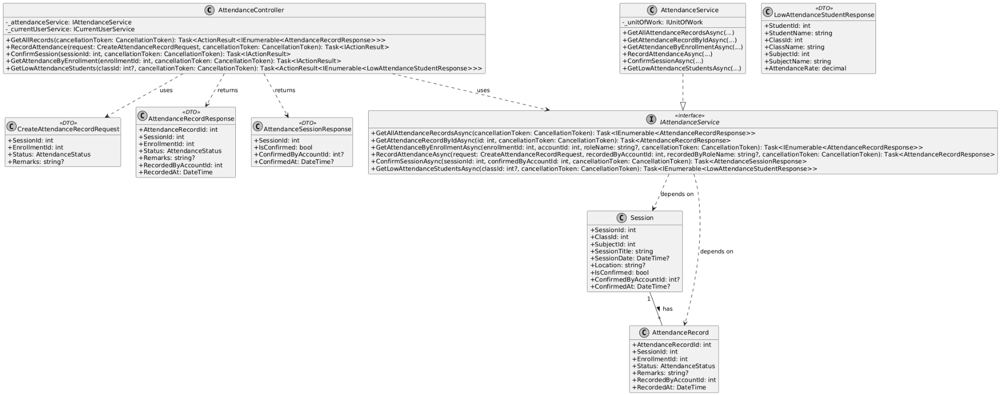 C AttendanceController
-_attendanceService: IAttendanceService
-_currentUserService: ICurrentUserService
+GetAllRecords(cancellationToken: CancellationToken): Task<ActionResult<IEnumerable<AttendanceRecordResponse>>>
+RecordAttendance(request: CreateAttendanceRecordRequest, cancellationToken: CancellationToken): Task<IActionResult>
+ConfirmSession(sessionId: int, cancellationToken: CancellationToken): Task<IActionResult>
+GetAttendanceByEnrollment(enrollmentId: int, cancellationToken: CancellationToken): Task<IActionResult>
+GetLowAttendanceStudents(classId: int?, cancellationToken: CancellationToken): Task<ActionResult<IEnumerable<LowAttendanceStudentResponse>>>
C AttendanceService
-_unitOfWork: IUnitOfWork
+GetAllAttendanceRecordsAsync(...)
+GetAttendanceRecordByIdAsync(...)
+GetAttendanceByEnrollmentAsync(...)
+RecordAttendanceAsync(...)
+ConfirmSessionAsync(...)
+GetLowAttendanceStudentsAsync(...)
«DTO»
C LowAttendanceStudentResponse
+StudentId: int
+StudentName: string
+ClassId: int
+ClassName: string
+SubjectId: int
+SubjectName: string
+AttendanceRate: decimal
uses
returns
returns
uses
«DTO»
C CreateAttendanceRecordRequest
+SessionId: int
+EnrollmentId: int
+Status: AttendanceStatus
+Remarks: string?
«DTO»
C AttendanceRecordResponse
+AttendanceRecordId: int
+SessionId: int
+EnrollmentId: int
+Status: AttendanceStatus
+Remarks: string?
+RecordedByAccountId: int
+RecordedAt: DateTime
«DTO»
C AttendanceSessionResponse
+SessionId: int
+IsConfirmed: bool
+ConfirmedByAccountId: int?
+ConfirmedAt: DateTime?
«interface»
I IAttendanceService
+GetAllAttendanceRecordsAsync(cancellationToken: CancellationToken): Task<IEnumerable<AttendanceRecordResponse>>
+GetAttendanceRecordByIdAsync(id: int, cancellationToken: CancellationToken): Task<AttendanceRecordResponse>
+GetAttendanceByEnrollmentAsync(enrollmentId: int, accountId: int, roleName: string?, cancellationToken: CancellationToken): Task<IEnumerable<AttendanceRecordResponse>>
+RecordAttendanceAsync(request: CreateAttendanceRecordRequest, recordedByAccountId: int, recordedByRoleName: string?, cancellationToken: CancellationToken): Task<AttendanceRecordResponse>
+ConfirmSessionAsync(sessionId: int, confirmedByAccountId: int, cancellationToken: CancellationToken): Task<AttendanceSessionResponse>
+GetLowAttendanceStudentsAsync(classId: int?, cancellationToken: CancellationToken): Task<IEnumerable<LowAttendanceStudentResponse>>
depends on
depends on
C Session
+SessionId: int
+ClassId: int
+SubjectId: int
+SessionTitle: string
+SessionDate: DateTime?
+Location: string?
+IsConfirmed: bool
+ConfirmedByAccountId: int?
+ConfirmedAt: DateTime?
1
has
*
C AttendanceRecord
+AttendanceRecordId: int
+SessionId: int
+EnrollmentId: int
+Status: AttendanceStatus
+Remarks: string?
+RecordedByAccountId: int
+RecordedAt: DateTime